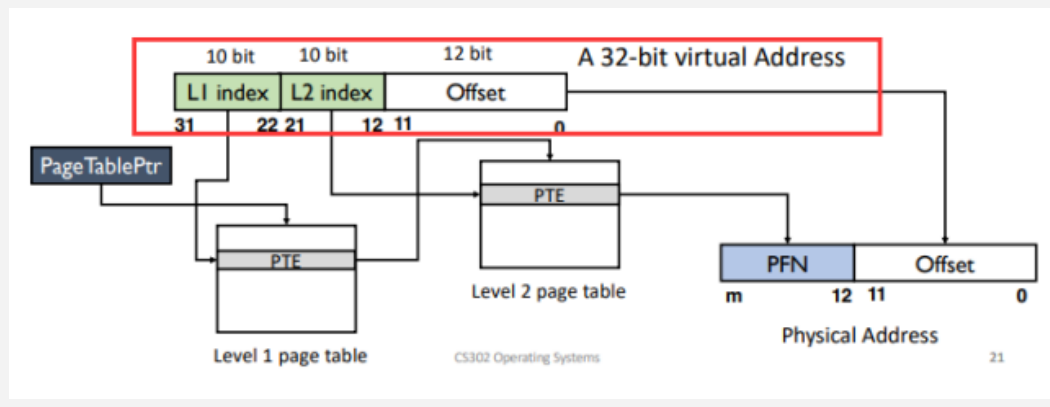 10 bit 10 bit 12 bit A 32-bit virtual Address
L1 index L2 index Offset
31 22 21 12 11 0
PageTablePtr
PTE
PTE
PFN Offset
m 12 11 0
Level 2 page table
Physical Address
Level 1 page table CS302 Operating Systems 21